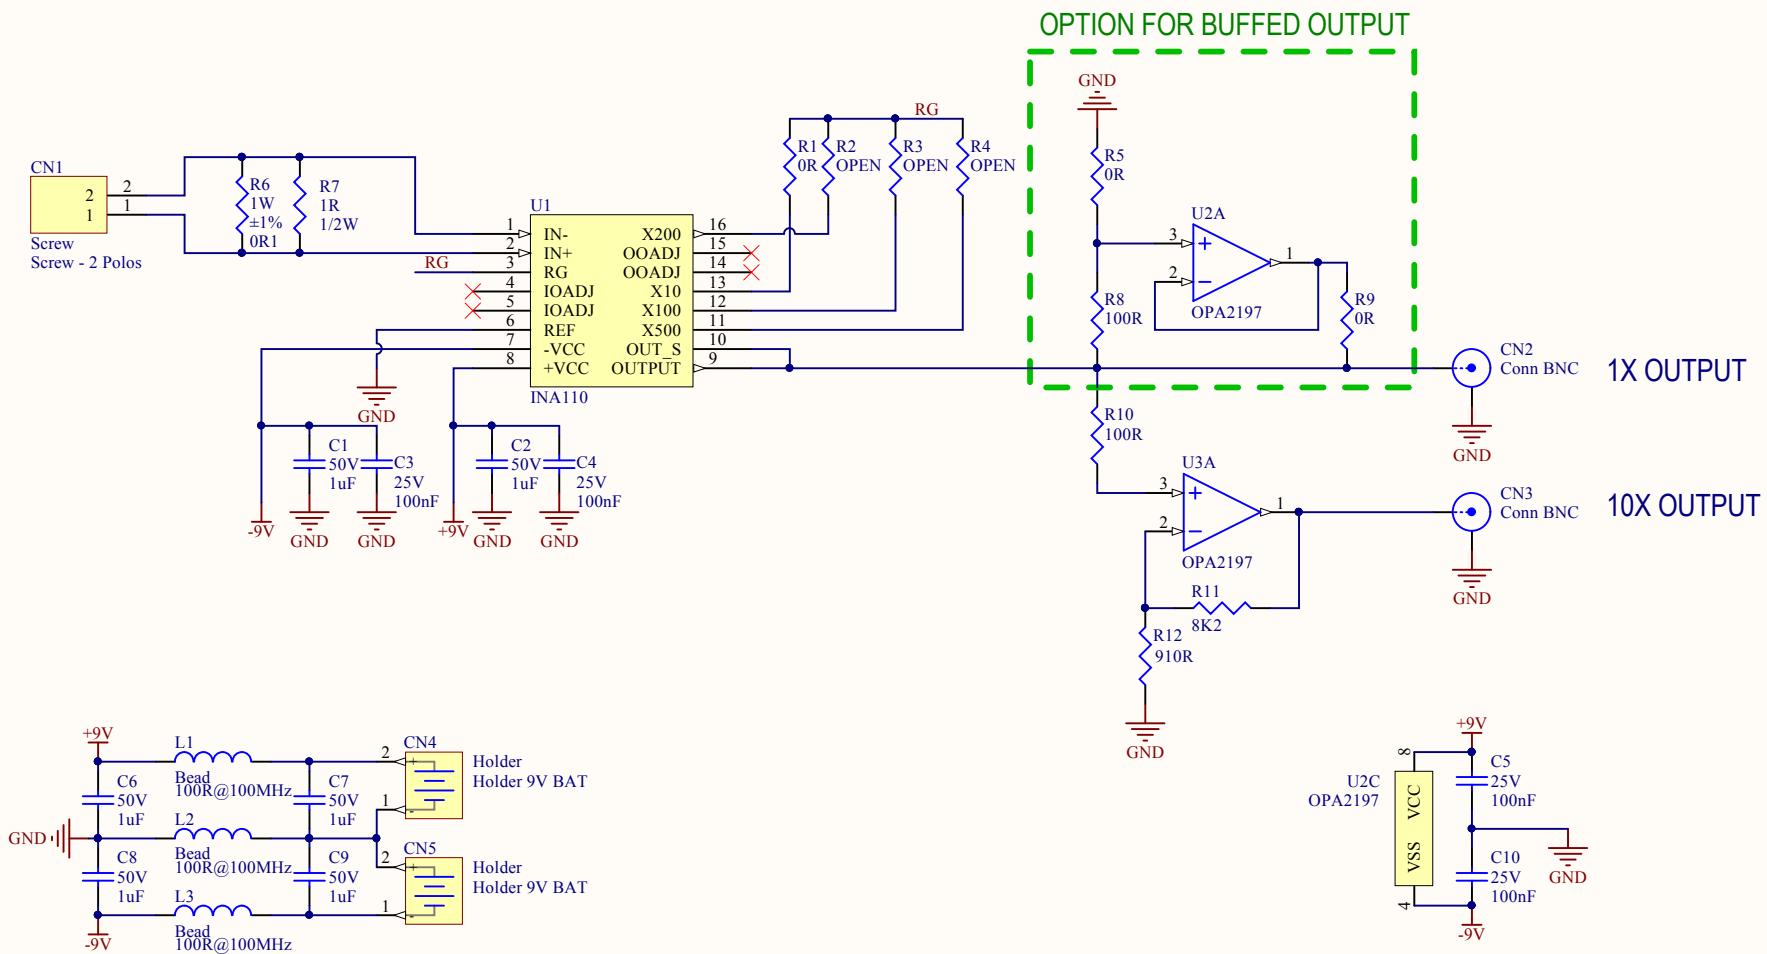 OPTION FOR BUFFED OUTPUT
GND
R5
0R
U2A
3
2
1
OPA2197
R8
100R
R9
0R
RG
R1
0R
R2
OPEN
R3
OPEN
R4
OPEN
CN1
2
1
2
1
Screw
Screw - 2 Polos
R6
1W
±1%
0R1
R7
1R
1/2W
RG
U1
1 IN-
2 IN+
3 RG
4 IOADJ
5 IOADJ
6 REF
7 -VCC
8 +VCC
X200 16
OOADJ 15
OOADJ 14
X10 13
X100 12
X500 11
OUT_S 10
OUTPUT 9
INA110
GND
C1
50V
1uF
C3
25V
100nF
-9V
GND
GND
C2
50V
1uF
C4
25V
100nF
+9V
GND
GND
CN2
Conn BNC
1X OUTPUT
GND
R10
100R
U3A
3
2
1
OPA2197
CN3
Conn BNC
10X OUTPUT
GND
R11
8K2
R12
910R
GND
+9V
L1
Bead
100R@100MHz
C6
50V
1uF
C7
50V
1uF
GND
L2
Bead
100R@100MHz
C8
50V
1uF
C9
50V
1uF
L3
Bead
100R@100MHz
-9V
CN4
2
+
1
-
Holder
Holder 9V BAT
CN5
2
+
1
-
Holder
Holder 9V BAT
+9V
8
U2C
OPA2197
VCC
VSS
4
C5
25V
100nF
C10
25V
100nF
GND
-9V